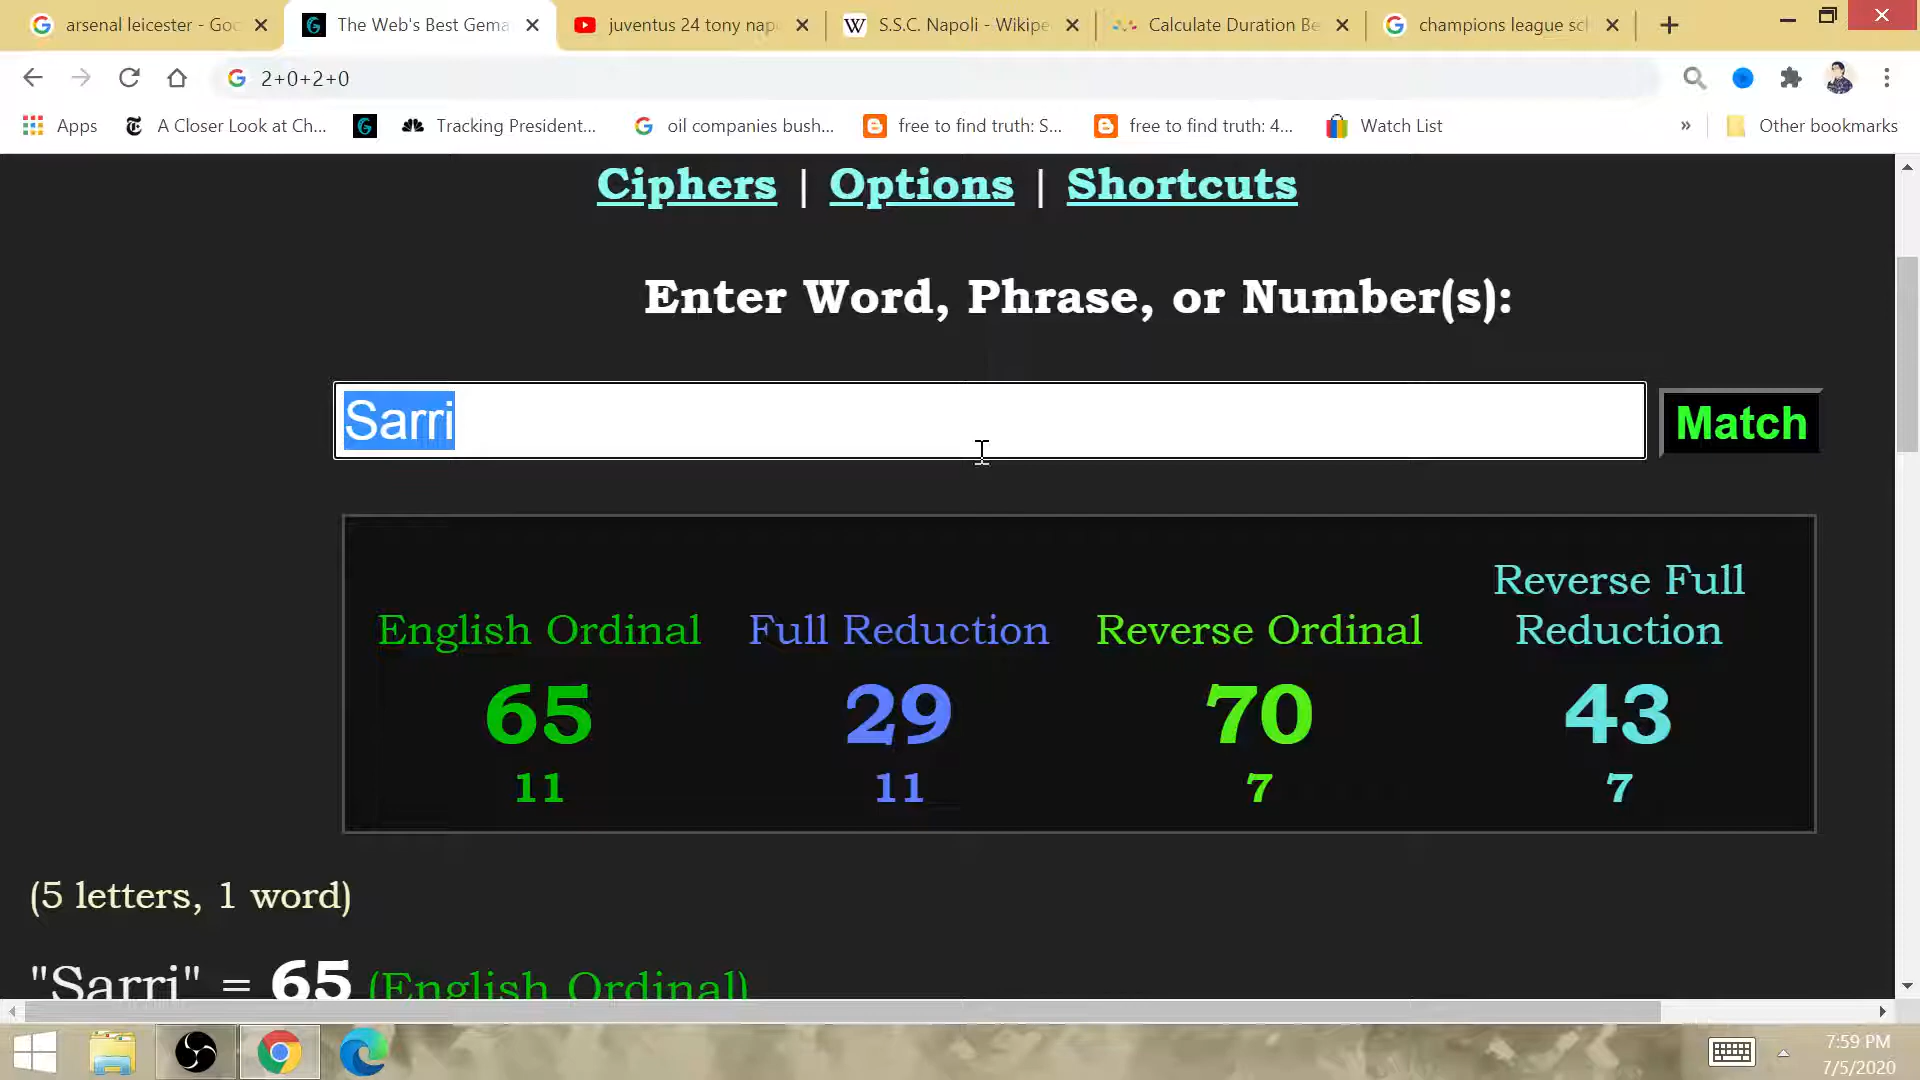 arsenal leicester - Goo
The Web's Best Gema
juventus 24 tony nap
S.S.C. Napoli - Wikipe
Calculate Duration Be
champions league sch
2+0+2+0
Apps
A Closer Look at Ch...
Tracking President...
oil companies bush...
free to find truth: S...
free to find truth: 4...
Watch List
»
Other bookmarks
Ciphers | Options | Shortcuts
Enter Word, Phrase, or Number(s):
Sarri
Match
English Ordinal
65
11
Full Reduction
29
11
Reverse Ordinal
70
7
Reverse Full
Reduction
43
7
(5 letters, 1 word)
"Sarri" = 65 (English Ordinal)
7:59 PM
7/5/2020